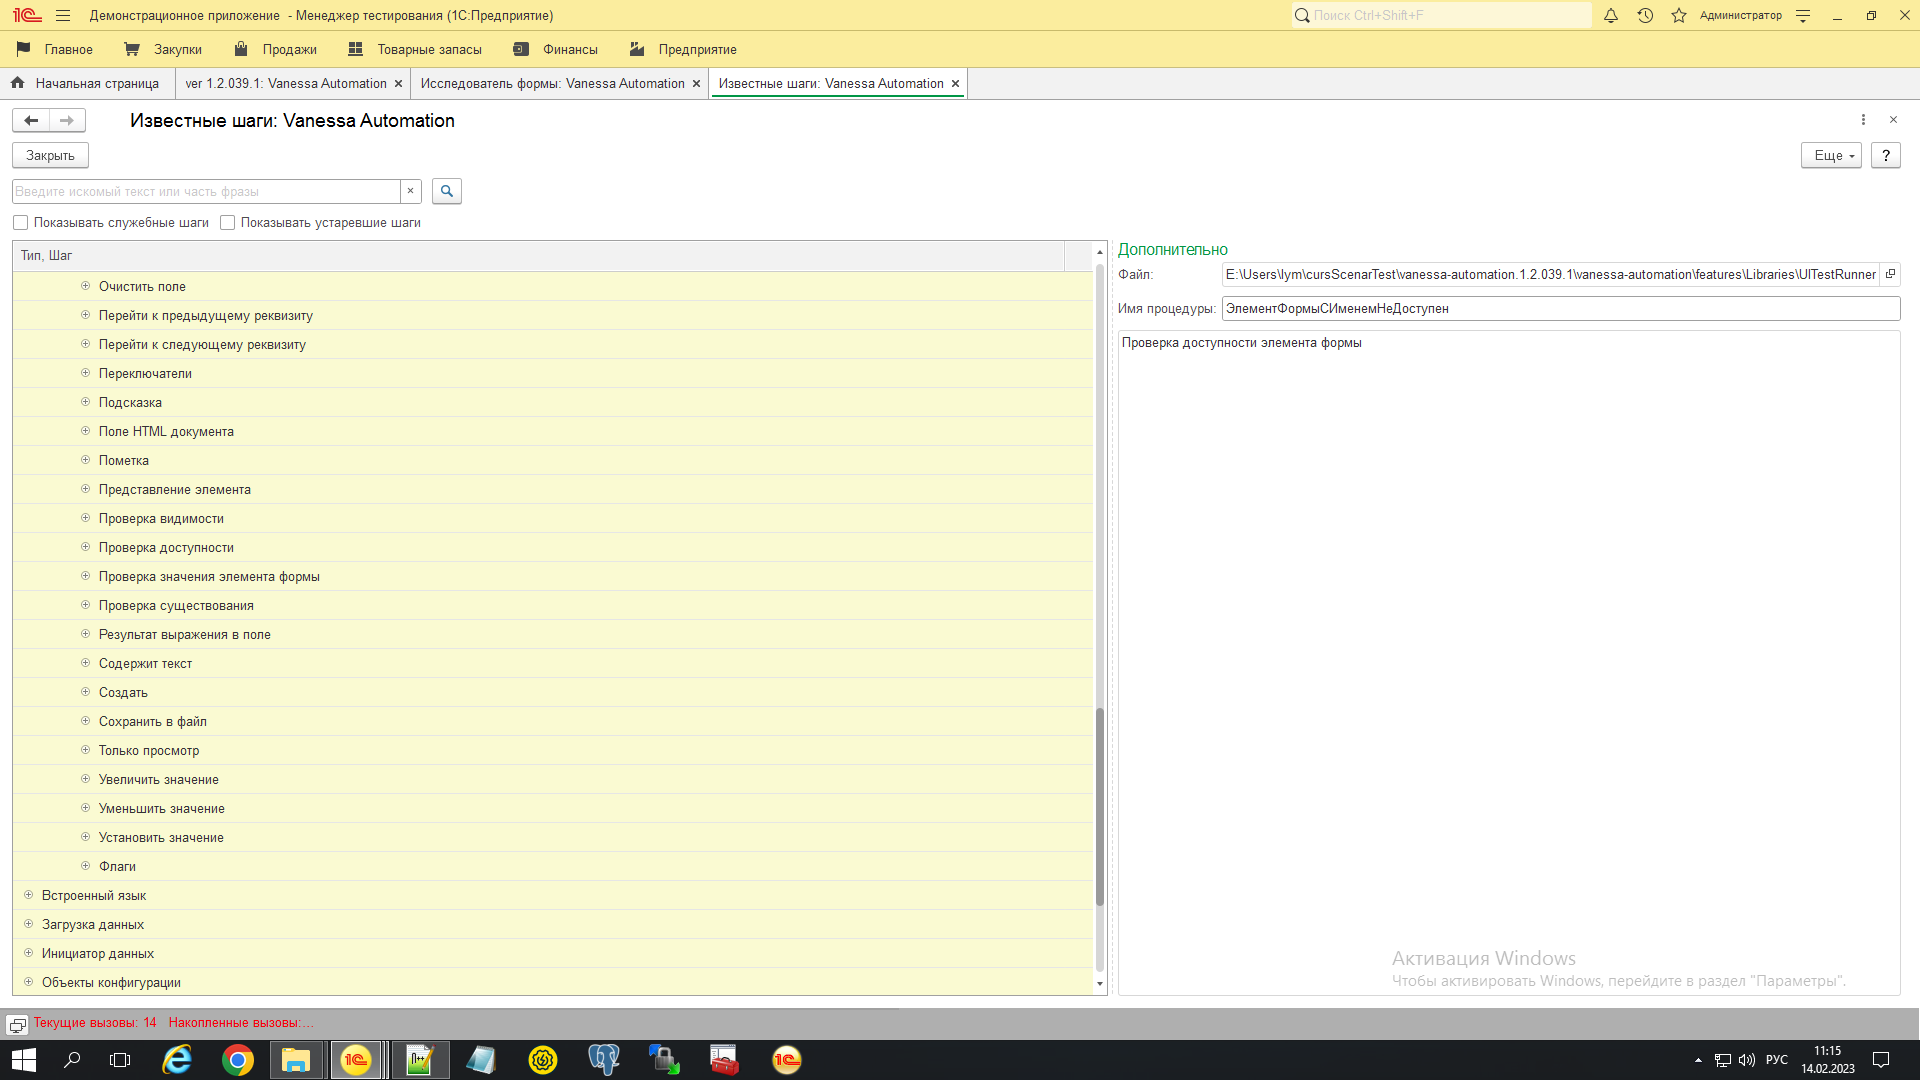 Демонстрационное приложение - Менеджер тестирования (1С:Предприятие)
Поиск Ctrl+Shift+F
Администратор
Главное
Закупки
Продажи
Товарные запасы
Финансы
Предприятие
Начальная страница
ver 1.2.039.1: Vanessa Automation
Исследователь формы: Vanessa Automation
Известные шаги: Vanessa Automation
Известные шаги: Vanessa Automation
Закрыть
Еще
?
Введите искомый текст или часть фразы
Показывать служебные шаги
Показывать устаревшие шаги
Тип, Шаг
Очистить поле
Перейти к предыдущему реквизиту
Перейти к следующему реквизиту
Переключатели
Подсказка
Поле HTML документа
Пометка
Представление элемента
Проверка видимости
Проверка доступности
Проверка значения элемента формы
Проверка существования
Результат выражения в поле
Содержит текст
Создать
Сохранить в файл
Только просмотр
Увеличить значение
Уменьшить значение
Установить значение
Флаги
Встроенный язык
Загрузка данных
Инициатор данных
Объекты конфигурации
Дополнительно
Файл:
E:\Users\lym\cursScenarTest\vanessa-automation.1.2.039.1\vanessa-automation\features\Libraries\UITestRunner
Имя процедуры:
ЭлементФормыСИменемНеДоступен
Проверка доступности элемента формы
Активация Windows
Чтобы активировать Windows, перейдите в раздел "Параметры".
Текущие вызовы: 14 Накопленные вызовы:...
РУС
11:15
14.02.2023